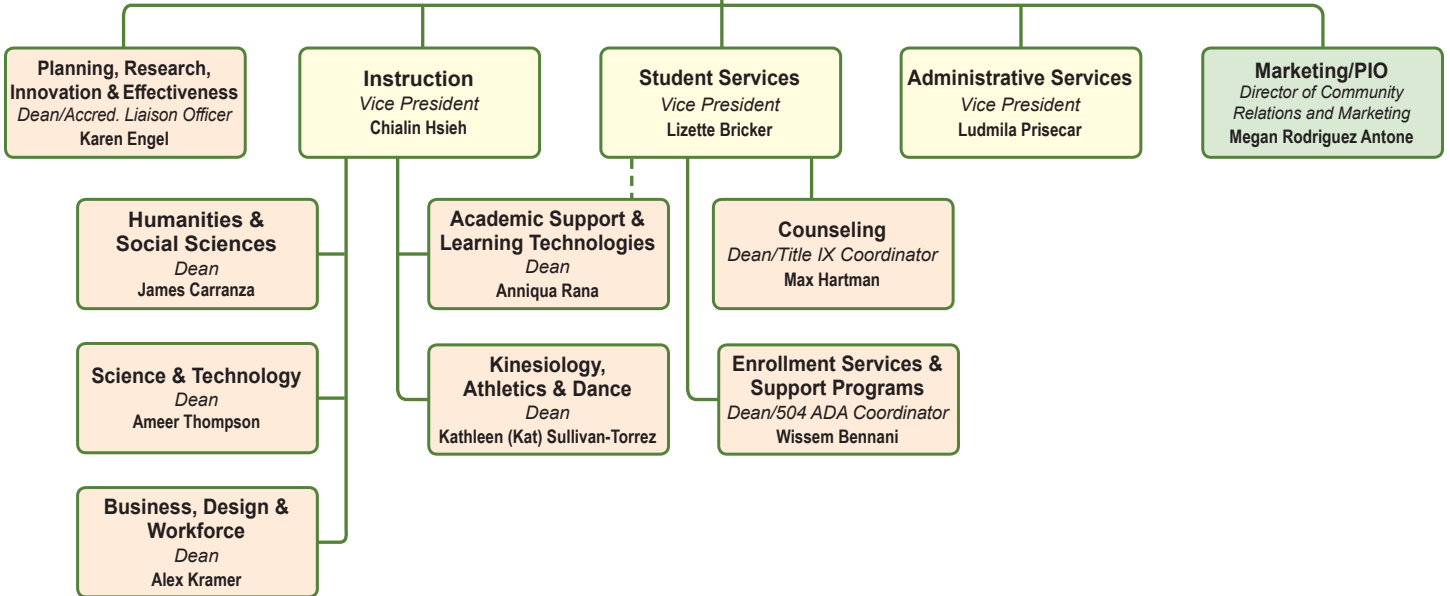 Planning, Research,
Innovation & Effectiveness
Dean/Accred. Liaison Officer
Karen Engel
Instruction
Vice President
Chialin Hsieh
Student Services
Vice President
Lizette Bricker
Administrative Services
Vice President
Ludmila Prisecar
Marketing/PIO
Director of Community
Relations and Marketing
Megan Rodriguez Antone
Humanities &
Social Sciences
Dean
James Carranza
Academic Support &
Learning Technologies
Dean
Anniqua Rana
Counseling
Dean/Title IX Coordinator
Max Hartman
Science & Technology
Dean
Ameer Thompson
Kinesiology,
Athletics & Dance
Dean
Kathleen (Kat) Sullivan-Torrez
Enrollment Services &
Support Programs
Dean/504 ADA Coordinator
Wissem Bennani
Business, Design &
Workforce
Dean
Alex Kramer